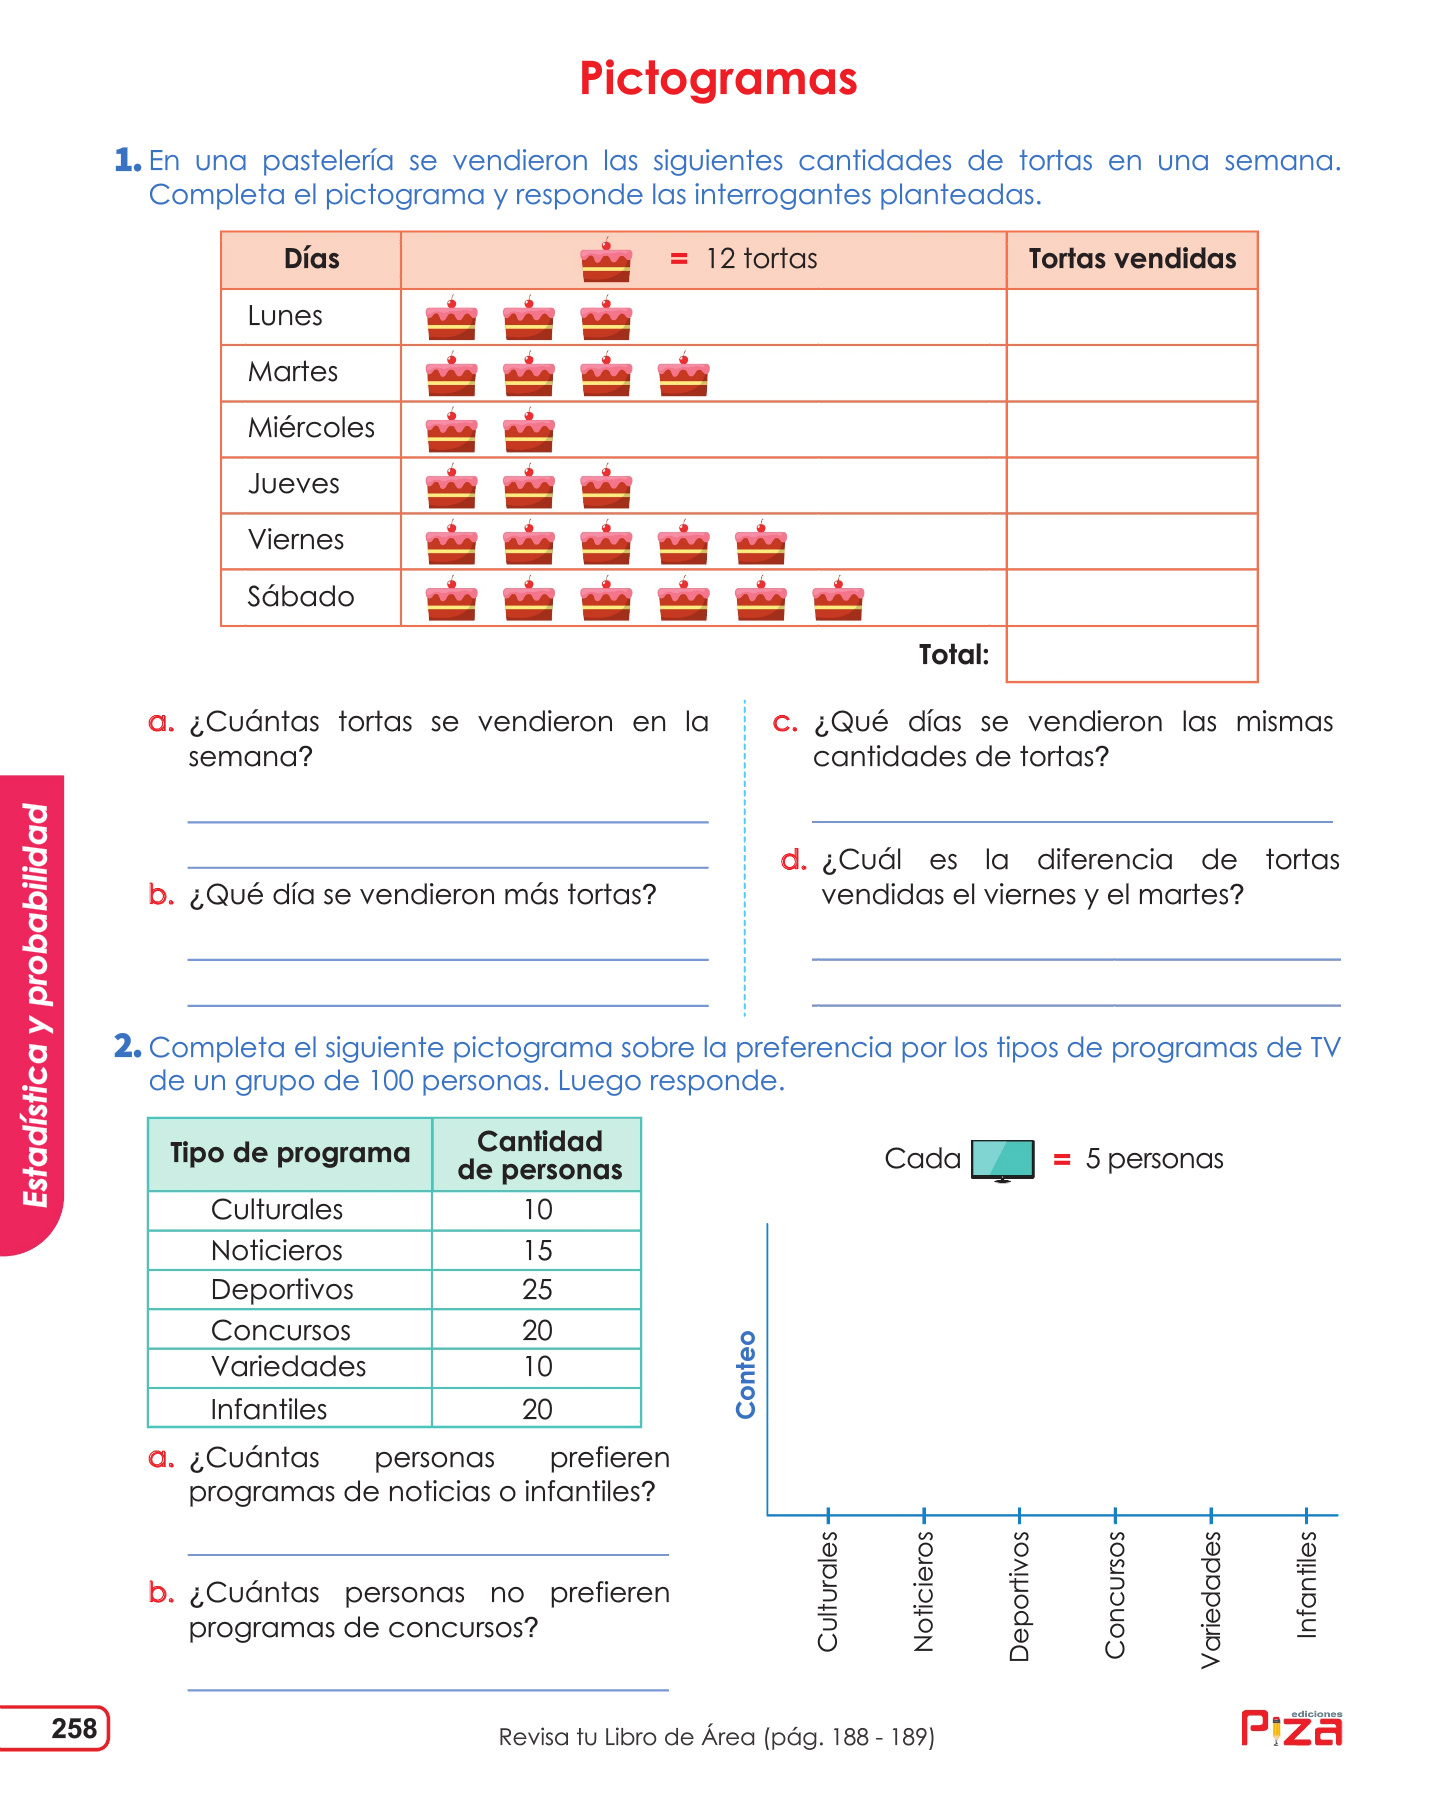 Pictogramas
1. En una pastelería se vendieron las siguientes cantidades de tortas en una semana.
Completa el pictograma y responde las interrogantes planteadas.
Días = 12 tortas Tortas vendidas
Lunes
Martes
Miércoles
Jueves
Viernes
Sábado
Total:
a. ¿Cuántas tortas se vendieron en la
semana?
b. ¿Qué día se vendieron más tortas?
c. ¿Qué días se vendieron las mismas
cantidades de tortas?
d. ¿Cuál es la diferencia de tortas
vendidas el viernes y el martes?
Estadística y probabilidad
2. Completa el siguiente pictograma sobre la preferencia por los tipos de programas de TV
de un grupo de 100 personas. Luego responde.
Tipo de programa Cantidad
de personas
Culturales 10
Noticieros 15
Deportivos 25
Concursos 20
Variedades 10
Infantiles 20
a. ¿Cuántas personas prefieren
programas de noticias o infantiles?
b. ¿Cuántas personas no prefieren
programas de concursos?
Cada = 5 personas
Conteo
Culturales
Noticieros
Deportivos
Concursos
Variedades
Infantiles
258
Revisa tu Libro de Área (pág. 188 - 189)
ediciones
Piza